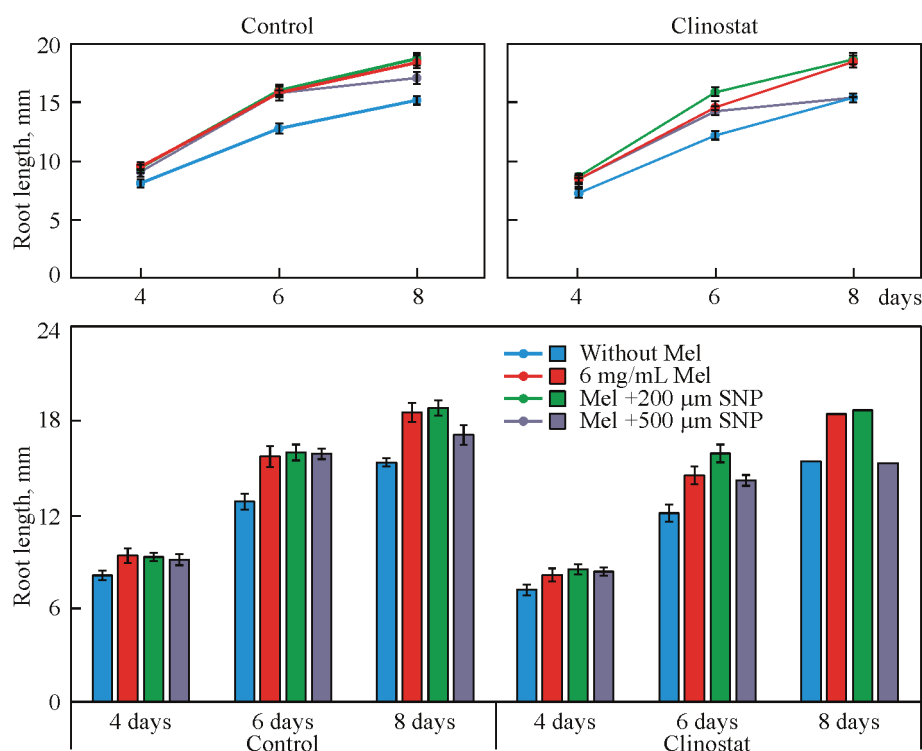 Control
Clinostat
Root length, mm
20
15
10
5
0
4
6
8
4
6
8
days
Root length, mm
24
18
12
6
0
Without Mel
6 mg/mL Mel
Mel +200 µm SNP
Mel +500 µm SNP
4 days
6 days
8 days
4 days
6 days
8 days
Control
Clinostat